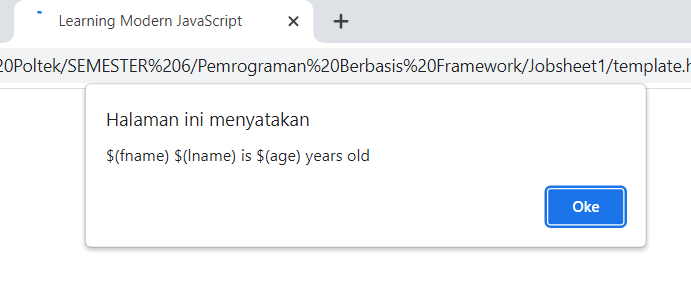 Learning Modern JavaScript
20Poltek/SEMESTER%206/Pemrograman%20Berbasis%20Framework/Jobsheet1/template.h
Halaman ini menyatakan
$(fname) $(lname) is $(age) years old
Oke